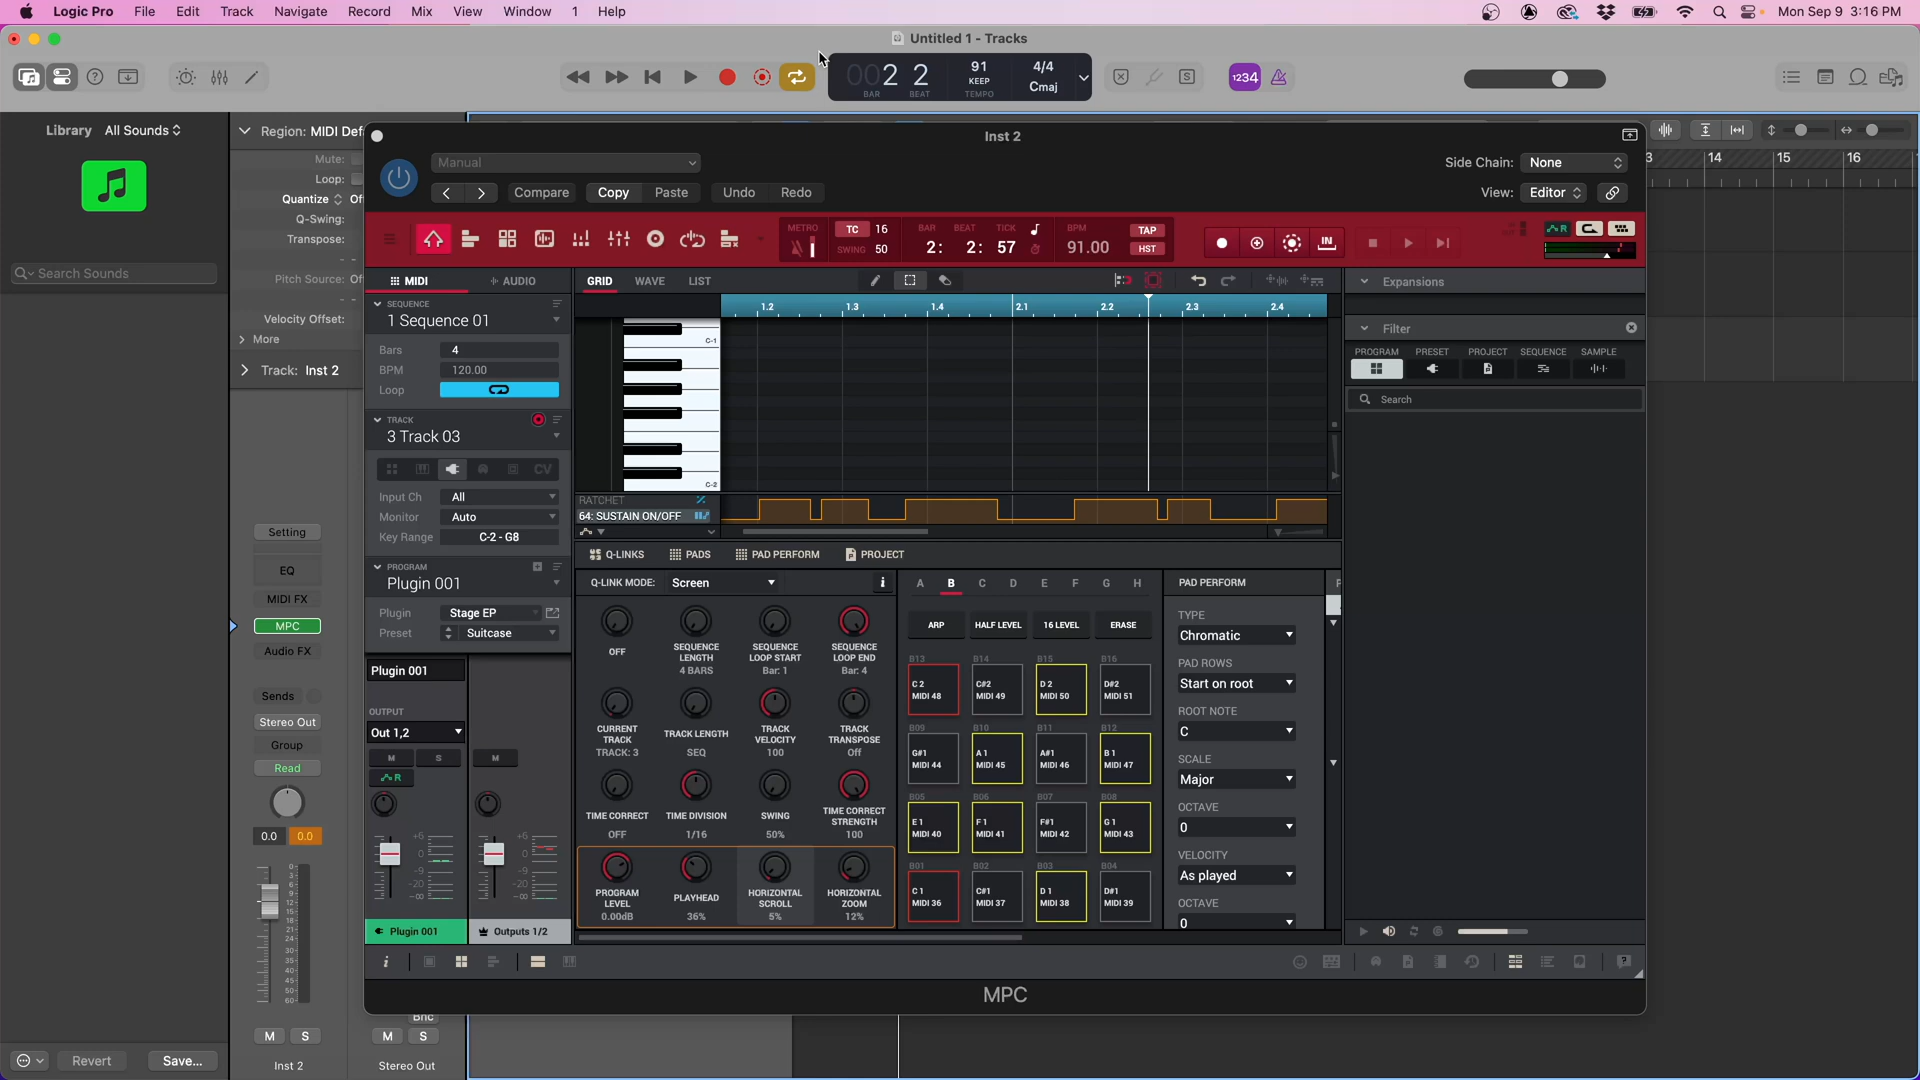 Logic Pro File Edit Track Navigate Record Mix View Window 1 Help
Mon Sep 9 3:16 PM
Untitled 1 - Tracks
002 2 91 4/4
KEEP Cmaj
BAR BEAT TEMPO
1234
Library All Sounds
Search Sounds
Region: MIDI Def
Mute:
Loop:
Quantize Of
Q-Swing:
Transpose:
Pitch Source: Of
Velocity Offset:
More
Track: Inst 2
Setting
EQ
MIDI FX
MPC
Audio FX
Sends
Stereo Out
Group
Read
0.0 0.0
M S
Inst 2
Bnc
M S
Stereo Out
Revert Save...
14 15 16
Inst 2
Manual
Side Chain: None
Compare Copy Paste Undo Redo
View: Editor
METRO TC 16
SWING 50
BAR BEAT TICK
2: 2: 57
BPM
91.00
TAP
HST
IN
MIDI AUDIO
SEQUENCE
1 Sequence 01
Bars 4
BPM 120.00
Loop
TRACK
3 Track 03
CV
Input Ch All
Monitor Auto
Key Range C-2 - G8
PROGRAM
Plugin 001
Plugin Stage EP
Preset Suitcase
Plugin 001
OUTPUT
Out 1,2
M S M
R
Plugin 001 Outputs 1/2
GRID WAVE LIST
1.2 1.3 1.4 2.1 2.2 2.3 2.4
C-1
C-2
RATCHET
64: SUSTAIN ON/OFF
Q-LINKS PADS PAD PERFORM PROJECT
Q-LINK MODE: Screen
OFF
SEQUENCE LENGTH
4 BARS
SEQUENCE LOOP START
Bar: 1
SEQUENCE LOOP END
Bar: 4
CURRENT TRACK
TRACK: 3
TRACK LENGTH
SEQ
TRACK VELOCITY
100
TRACK TRANSPOSE
Off
TIME CORRECT
OFF
TIME DIVISION
1/16
SWING
50%
TIME CORRECT STRENGTH
100
PROGRAM LEVEL
0.00dB
PLAYHEAD
36%
HORIZONTAL SCROLL
5%
HORIZONTAL ZOOM
12%
A B C D E F G H
ARP HALF LEVEL 16 LEVEL ERASE
B13 B14 B15 B16
C 2 C#2 D 2 D#2
MIDI 48 MIDI 49 MIDI 50 MIDI 51
B09 B10 B11 B12
G#1 A 1 A#1 B 1
MIDI 44 MIDI 45 MIDI 46 MIDI 47
B05 B06 B07 B08
E 1 F 1 F#1 G 1
MIDI 40 MIDI 41 MIDI 42 MIDI 43
B01 B02 B03 B04
C 1 C#1 D 1 D#1
MIDI 36 MIDI 37 MIDI 38 MIDI 39
PAD PERFORM
TYPE
Chromatic
PAD ROWS
Start on root
ROOT NOTE
C
SCALE
Major
OCTAVE
0
VELOCITY
As played
OCTAVE
0
Expansions
Filter
PROGRAM PRESET PROJECT SEQUENCE SAMPLE
Search
MPC